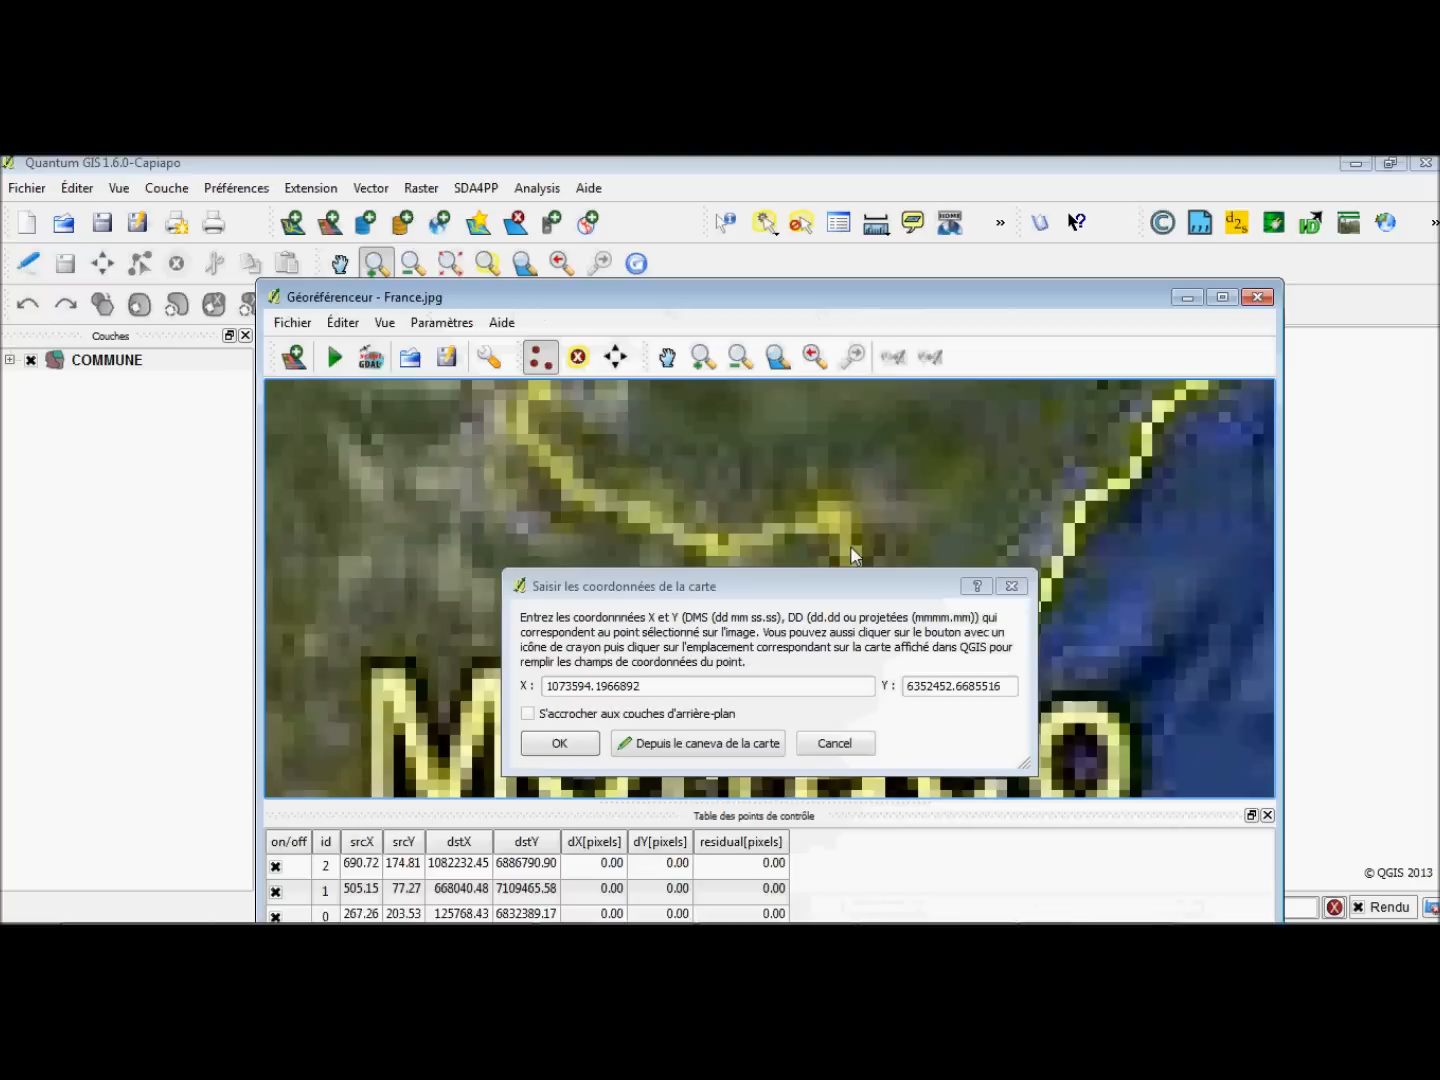 Quantum GIS 1.6.0-Capiapo
Fichier Éditer Vue Couche Préférences Extension Vector Raster SDA4PP Analysis Aide
Couches
COMMUNE
Géoréférenceur - France.jpg
Fichier Éditer Vue Paramètres Aide
Saisir les coordonnées de la carte
Entrez les coordonnnées X et Y (DMS (dd mm ss.ss), DD (dd.dd ou projetées (mmmm.mm)) qui
correspondent au point sélectionné sur l'image. Vous pouvez aussi cliquer sur le bouton avec un
icône de crayon puis cliquer sur l'emplacement correspondant sur la carte affiché dans QGIS pour
remplir les champs de coordonnées du point.
X : 1073594.1966892 Y : 6352452.6685516
S'accrocher aux couches d'arrière-plan
OK Depuis le caneva de la carte Cancel
Table des points de contrôle
on/off id srcX srcY dstX dstY dX[pixels] dY[pixels] residual[pixels]
2 690.72 174.81 1082232.45 6886790.90 0.00 0.00 0.00
1 505.15 77.27 668040.48 7109465.58 0.00 0.00 0.00
0 267.26 203.53 125768.43 6832389.17 0.00 0.00 0.00
© QGIS 2013
Rendu